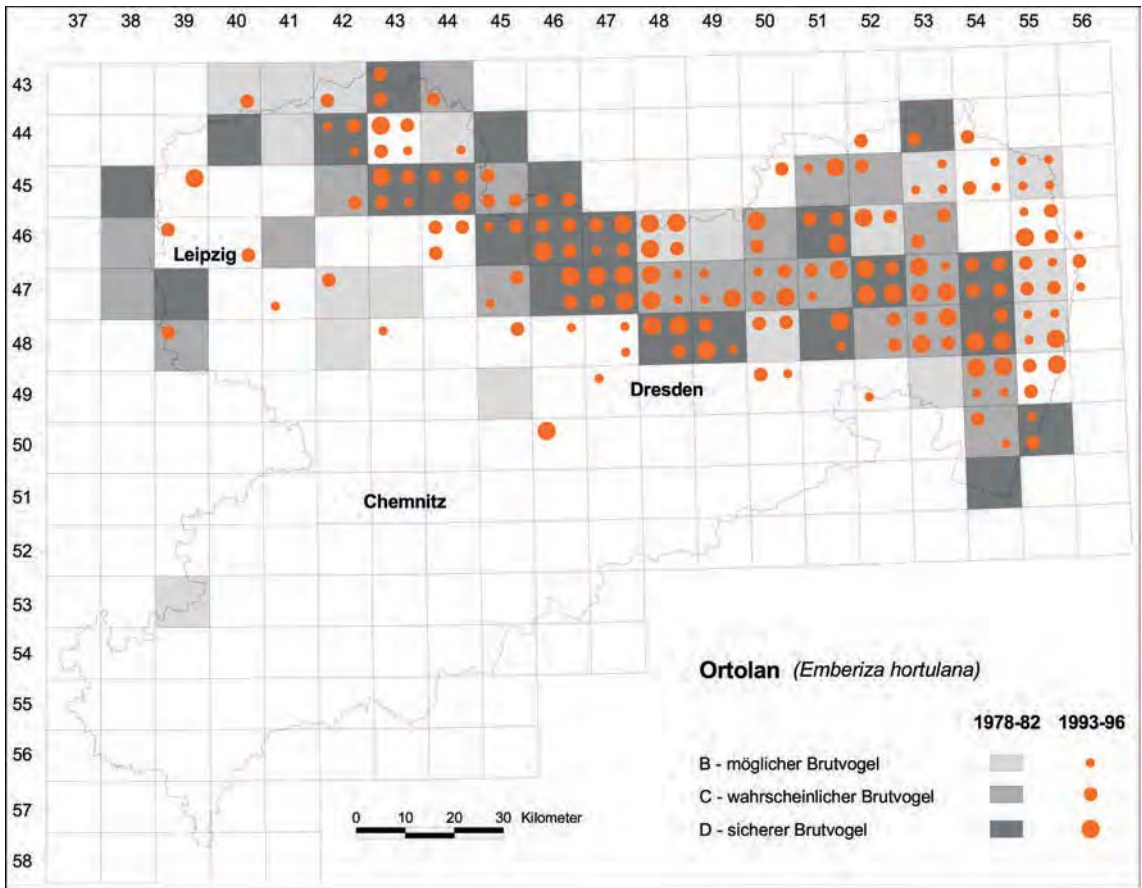 37 38 39 40 41 42 43 44 45 46 47 48 49 50 51 52 53 54 55 56
43
44
45
46
Leipzig
47
48
49
Dresden
50
51
Chemnitz
52
53
54
Ortolan (Emberiza hortulana)
55
1978-82 1993-96
56
B - möglicher Brutvogel
57
C - wahrscheinlicher Brutvogel
0 10 20 30 Kilometer
D - sicherer Brutvogel
58